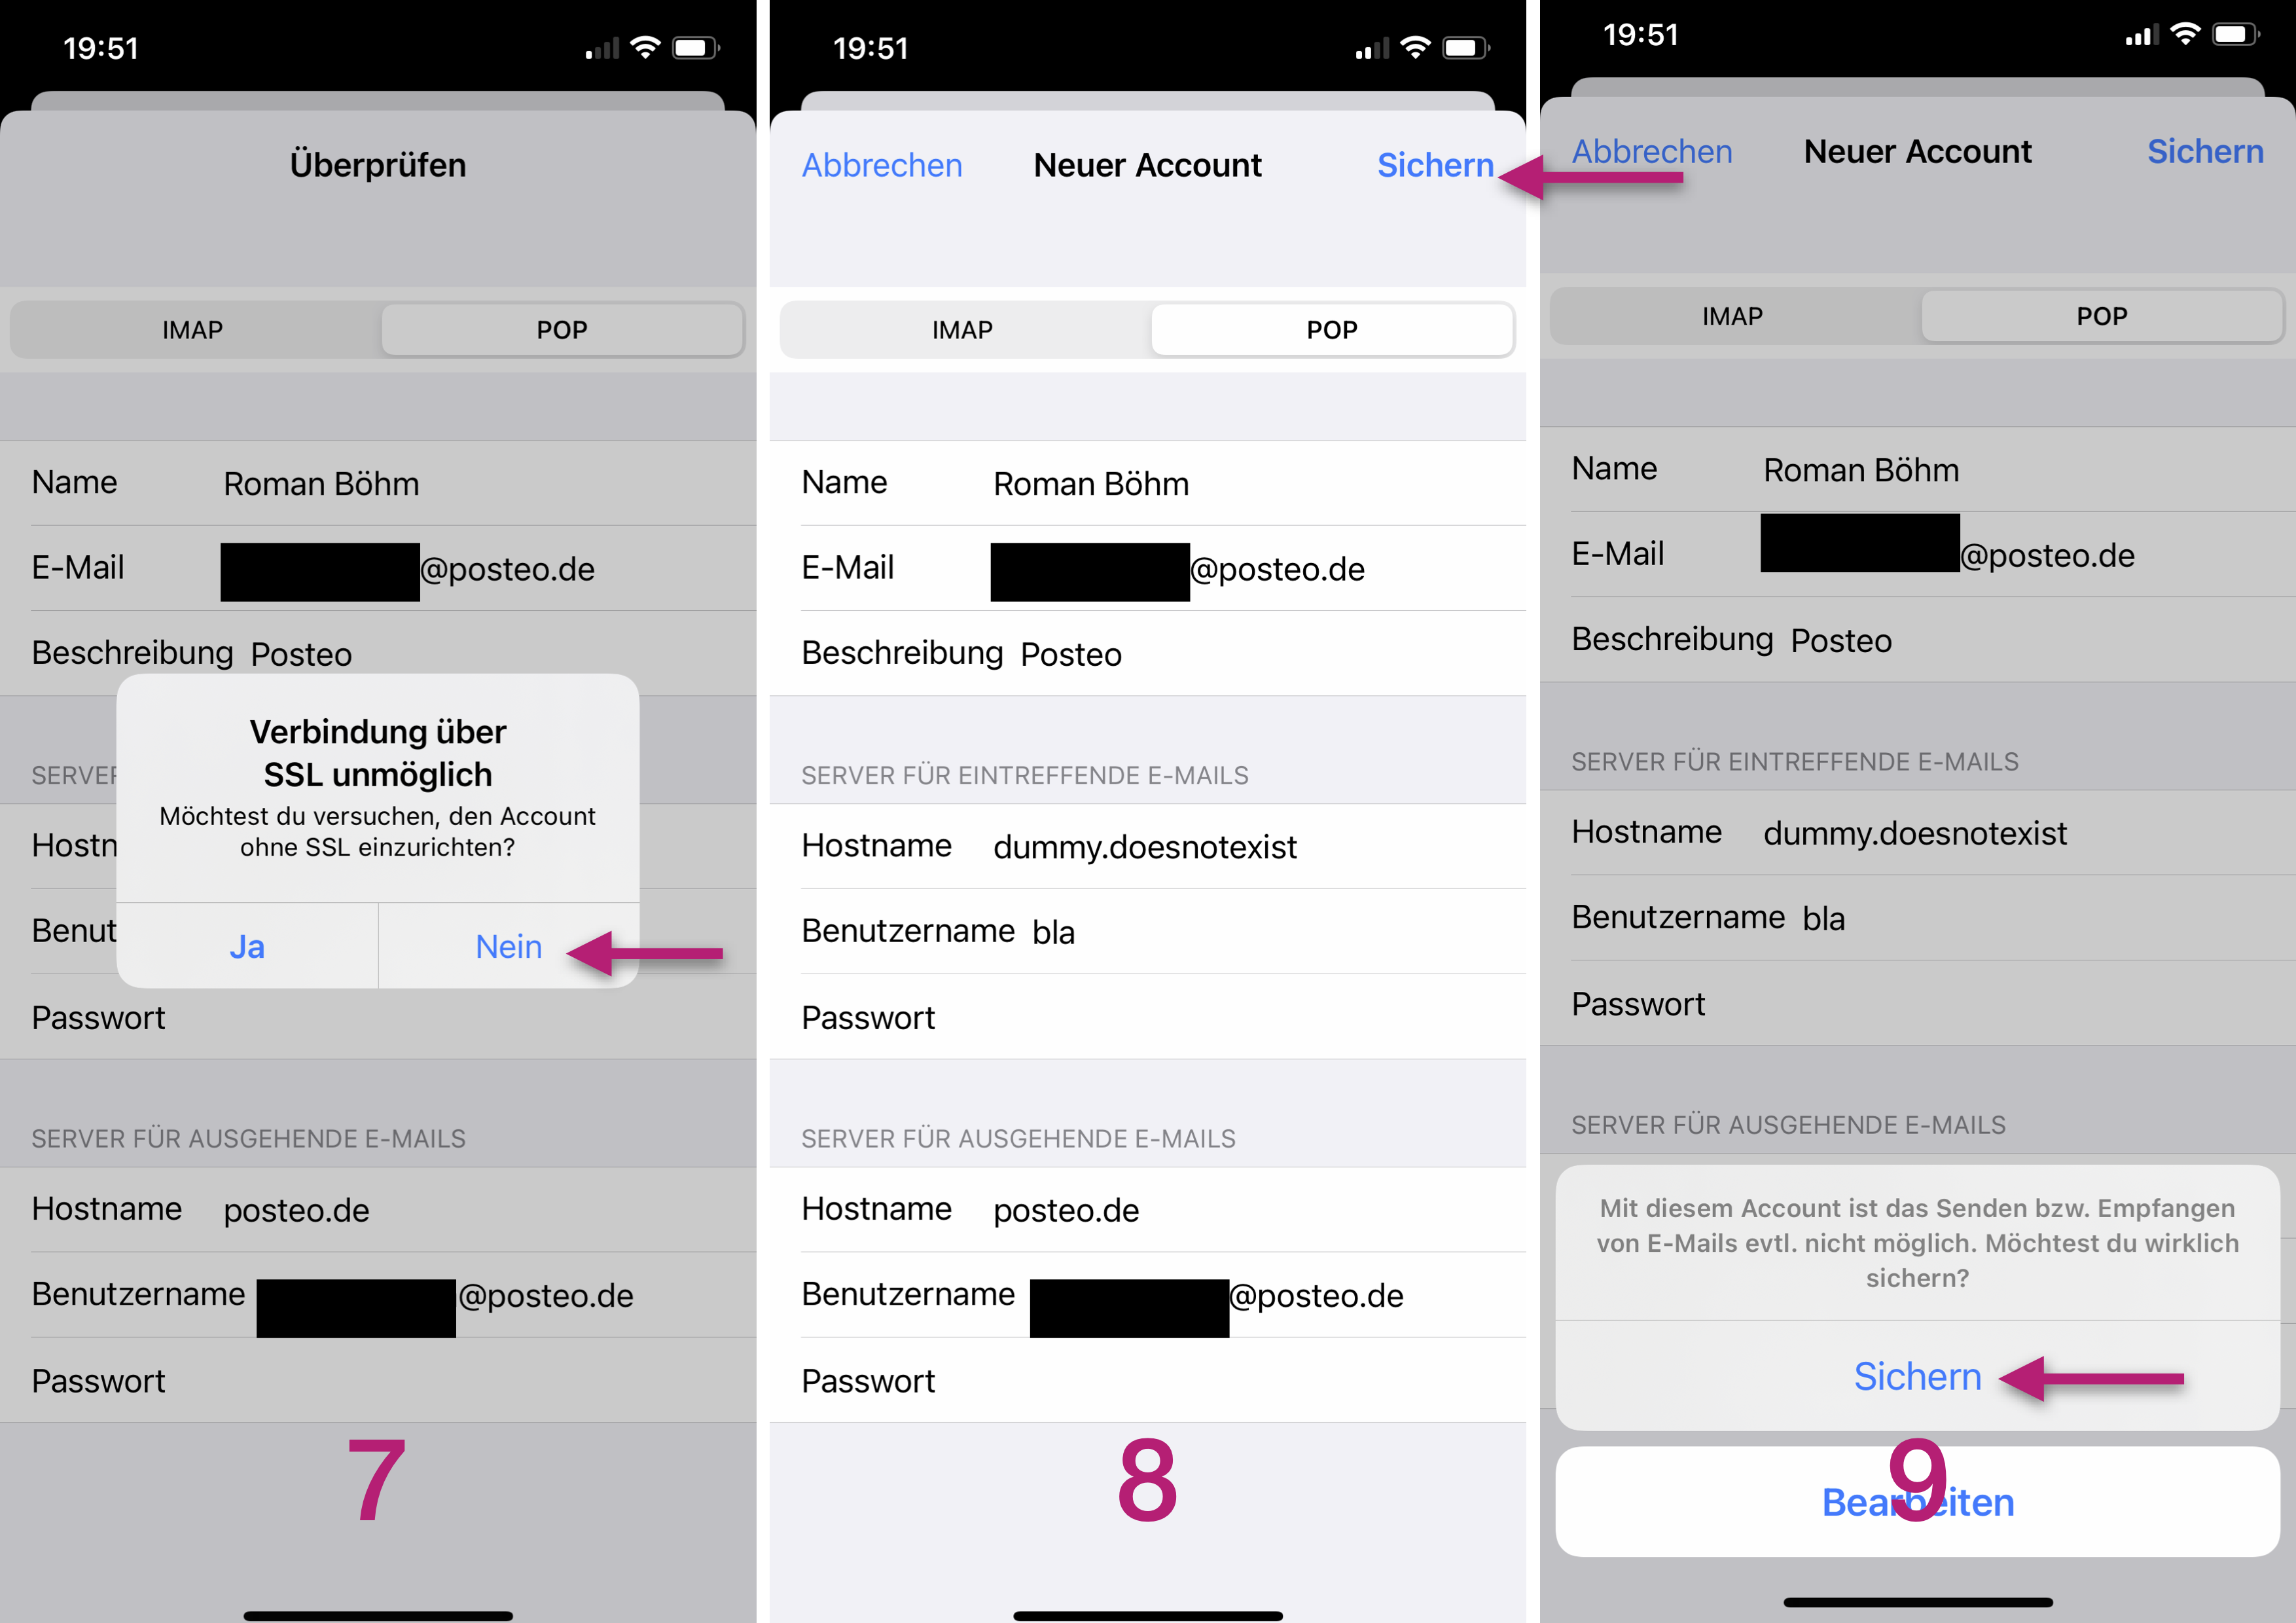 19:51
Überprüfen
IMAP POP
Name Roman Böhm
E-Mail @posteo.de
Beschreibung Posteo
Verbindung über
SSL unmöglich
Möchtest du versuchen, den Account
ohne SSL einzurichten?
SERVER
Hostn
Benut
Ja Nein
Passwort
SERVER FÜR AUSGEHENDE E-MAILS
Hostname posteo.de
Benutzername @posteo.de
Passwort
7
19:51
Abbrechen Neuer Account Sichern
IMAP POP
Name Roman Böhm
E-Mail @posteo.de
Beschreibung Posteo
SERVER FÜR EINTREFFENDE E-MAILS
Hostname dummy.doesnotexist
Benutzername bla
Passwort
SERVER FÜR AUSGEHENDE E-MAILS
Hostname posteo.de
Benutzername @posteo.de
Passwort
8
19:51
Abbrechen Neuer Account Sichern
IMAP POP
Name Roman Böhm
E-Mail @posteo.de
Beschreibung Posteo
SERVER FÜR EINTREFFENDE E-MAILS
Hostname dummy.doesnotexist
Benutzername bla
Passwort
SERVER FÜR AUSGEHENDE E-MAILS
Mit diesem Account ist das Senden bzw. Empfangen
von E-Mails evtl. nicht möglich. Möchtest du wirklich
sichern?
Sichern
9
Bearbeiten